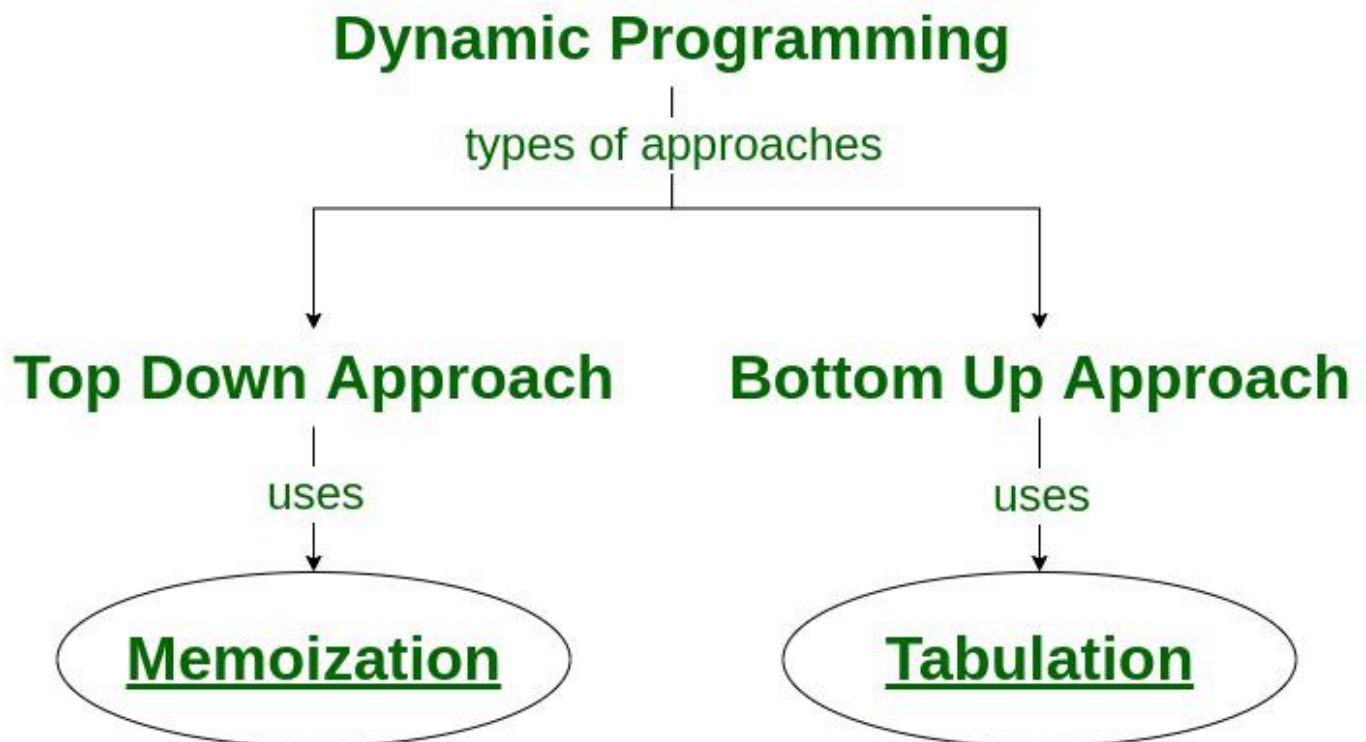 Dynamic Programming
types of approaches
Top Down Approach
Bottom Up Approach
uses
uses
Memoization
Tabulation